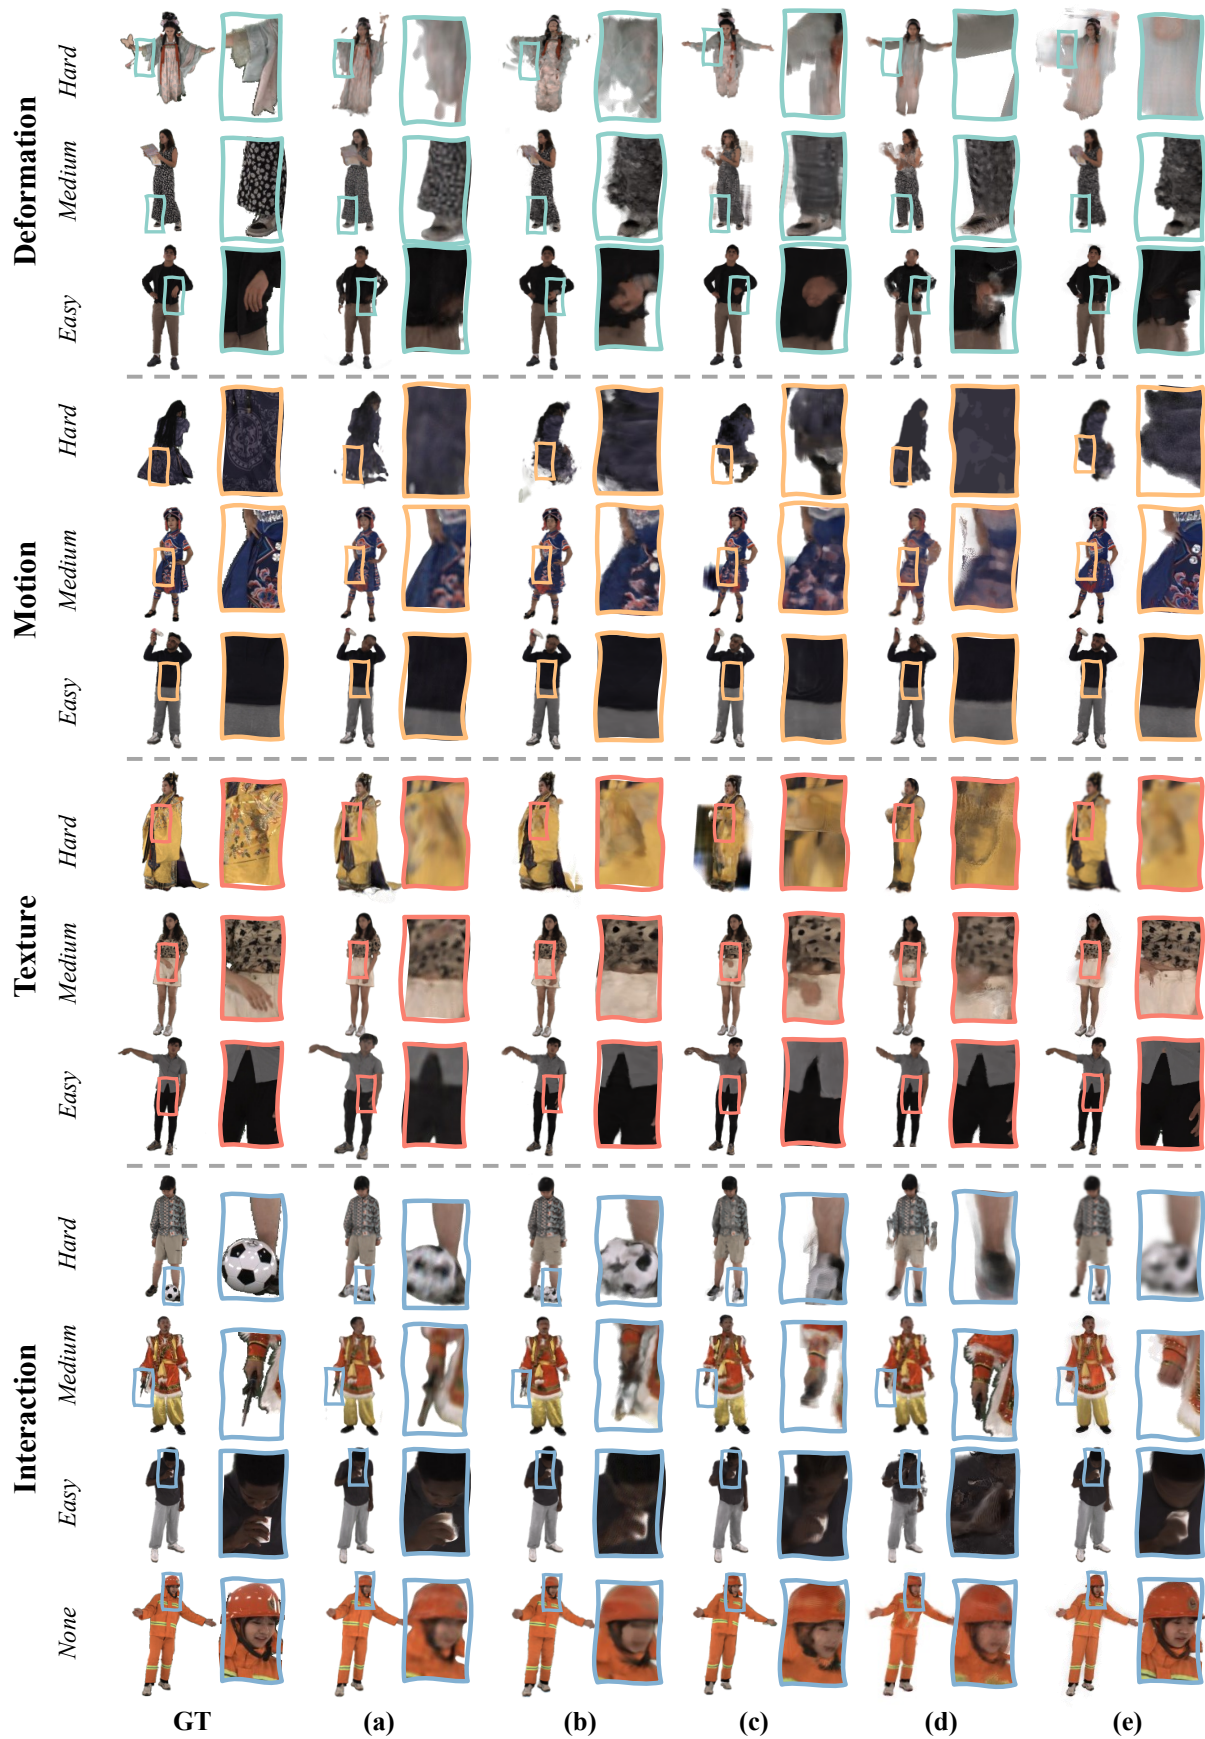 Deformation
Hard
Medium
Easy
Motion
Hard
Medium
Easy
Texture
Hard
Medium
Easy
Interaction
Hard
Medium
Easy
None
GT (a) (b) (c) (d) (e)